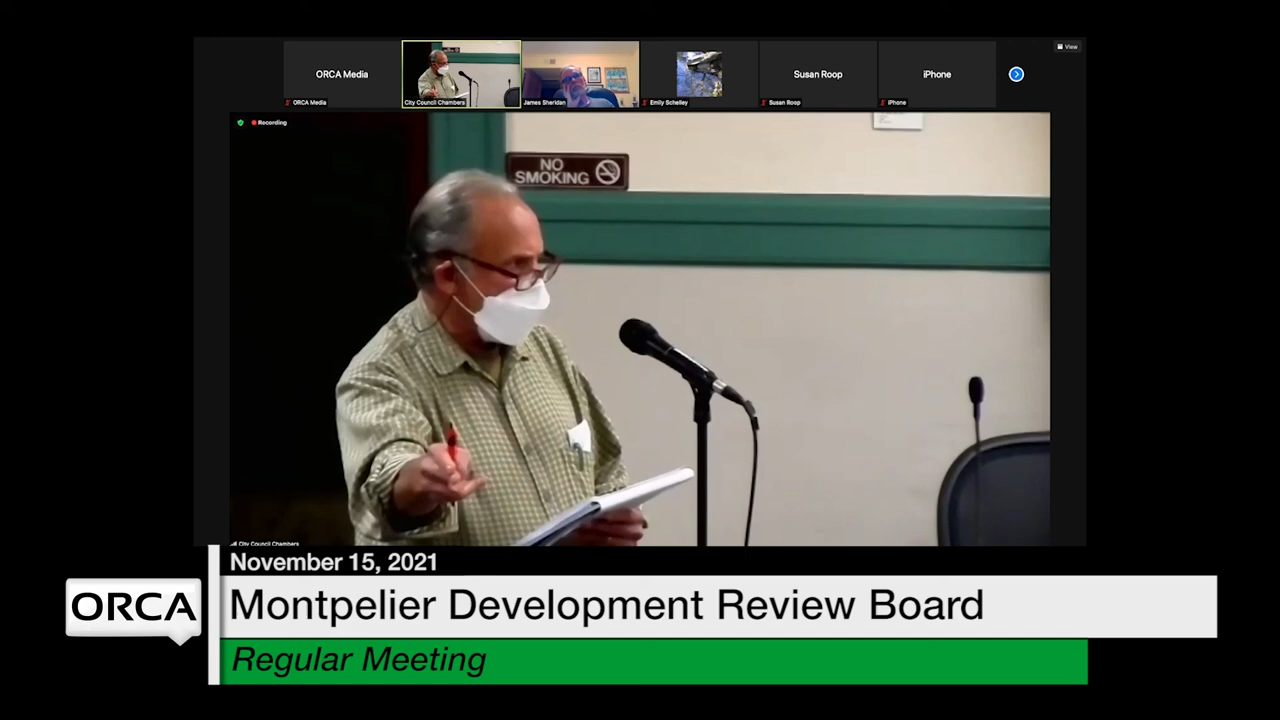 View
ORCA Media
Susan Roop
iPhone
ORCA Media
City Council Chambers
James Sheridan
Emily Schelley
Susan Roop
iPhone
Recording
NO
SMOKING
City Council Chambers
November 15, 2021
ORCA
Montpelier Development Review Board
Regular Meeting